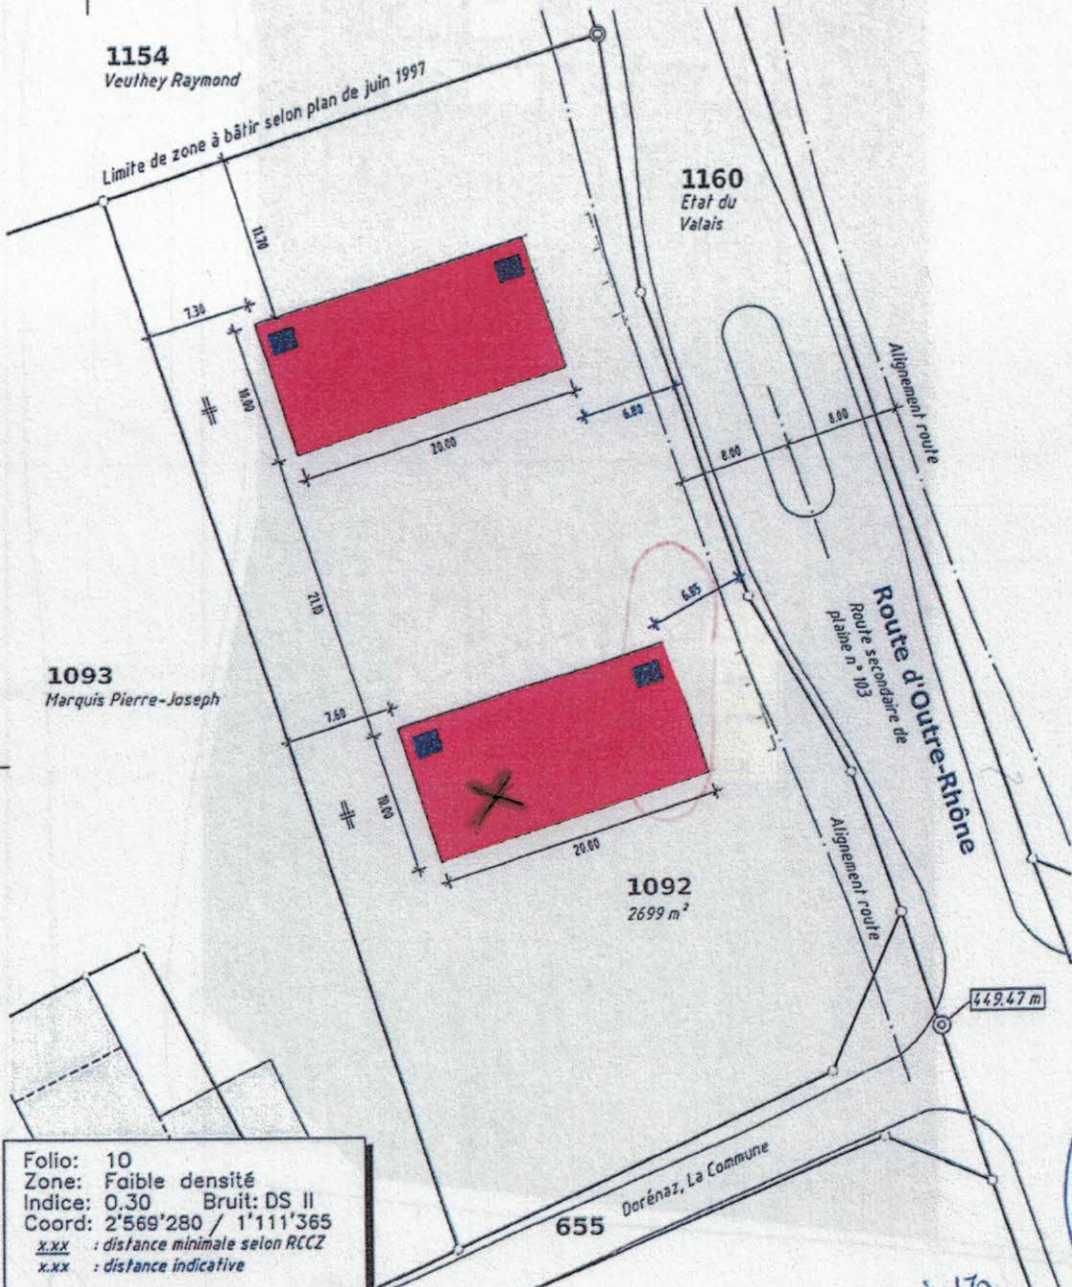 1154
Veuthey Raymond
Limite de zone à bâtir selon plan de juin 1997
1160
Etat du
Valais
11.70
7.30
10.00
20.00
6.80
8.00
8.00
Alignement route
21.10
6.85
Route d'Outre-Rhône
Route secondaire de
plaine n° 103
1093
Marquis Pierre-Joseph
7.60
10.00
20.00
1092
2699 m²
Alignement route
449.47 m
Folio: 10
Zone: Faible densité
Indice: 0.30 Bruit: DS II
Coord: 2'569'280 / 1'111'365
x.xx : distance minimale selon RCCZ
x.xx : distance indicative
Dorénaz, La Commune
655